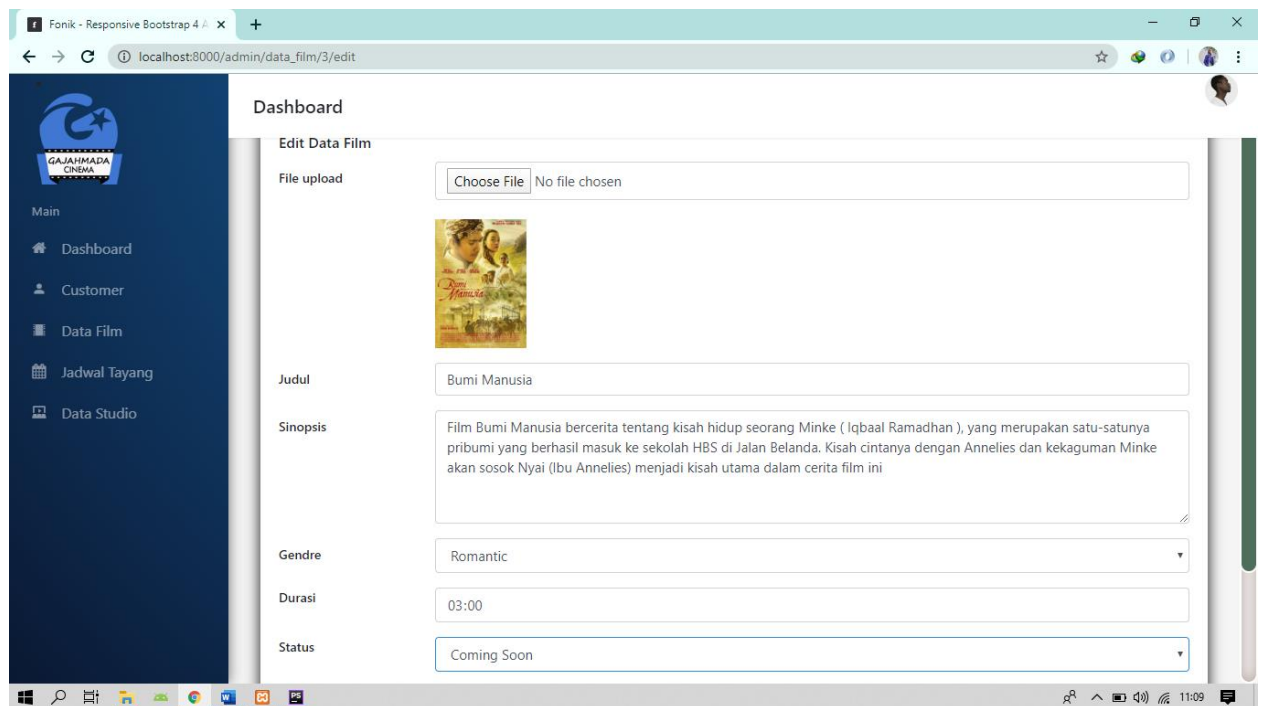 Fonik - Responsive Bootstrap 4 A
localhost:8000/admin/data_film/3/edit
GAJAHMADA
CINEMA
Main
Dashboard
Customer
Data Film
Jadwal Tayang
Data Studio
Dashboard
Edit Data Film
File upload
Choose File No file chosen
Bumi
Manusia
Judul
Bumi Manusia
Sinopsis
Film Bumi Manusia bercerita tentang kisah hidup seorang Minke ( Iqbaal Ramadhan ), yang merupakan satu-satunya
pribumi yang berhasil masuk ke sekolah HBS di Jalan Belanda. Kisah cintanya dengan Annelies dan kekaguman Minke
akan sosok Nyai (Ibu Annelies) menjadi kisah utama dalam cerita film ini
Gendre
Romantic
Durasi
03:00
Status
Coming Soon
11:09